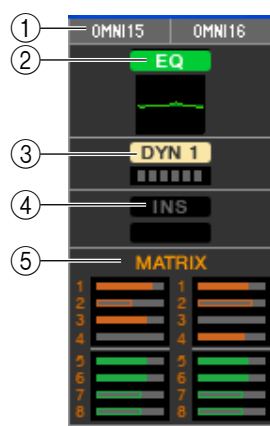 ① OMNI15 OMNI16
② EQ
③ DYN 1
④ INS
⑤ MATRIX
1 1
2 2
3 3
4 4
5 5
6 6
7 7
8 8